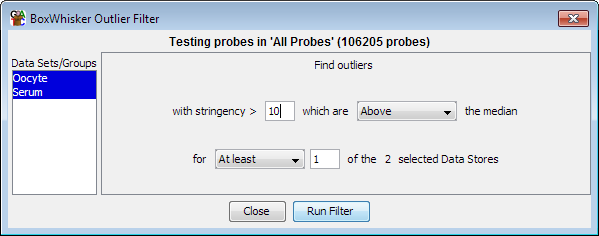 BoxWhisker Outlier Filter
Testing probes in 'All Probes' (106205 probes)
Data Sets/Groups
Oocyte
Serum
Find outliers
with stringency > 10 which are Above the median
for At least 1 of the 2 selected Data Stores
Close Run Filter